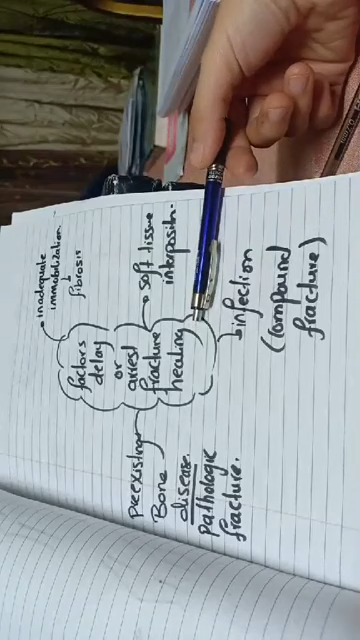 factors
delay
or
arrest
fracture
healing
inadequate
immobilization
fibrosis
soft tissue
interpositn.
infection
(compound
fracture)
Preexisting
Bone
disease.
Pathologic
fracture.